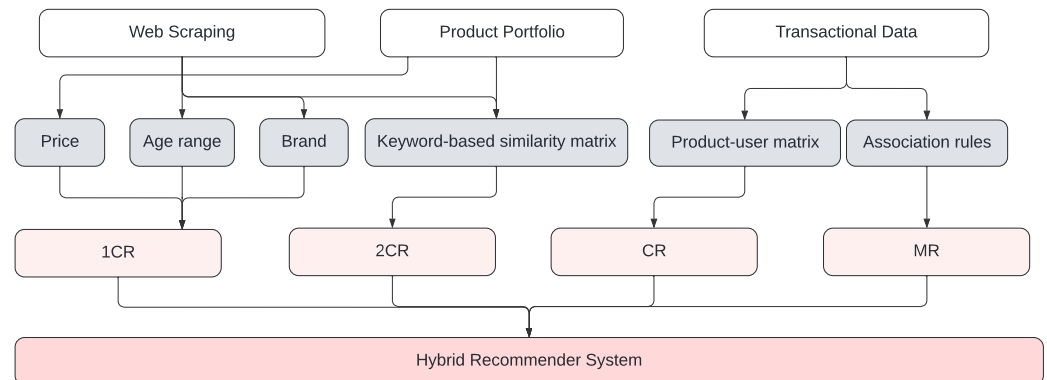 Web Scraping
Product Portfolio
Transactional Data
Price
Age range
Brand
Keyword-based similarity matrix
Product-user matrix
Association rules
1CR
2CR
CR
MR
Hybrid Recommender System